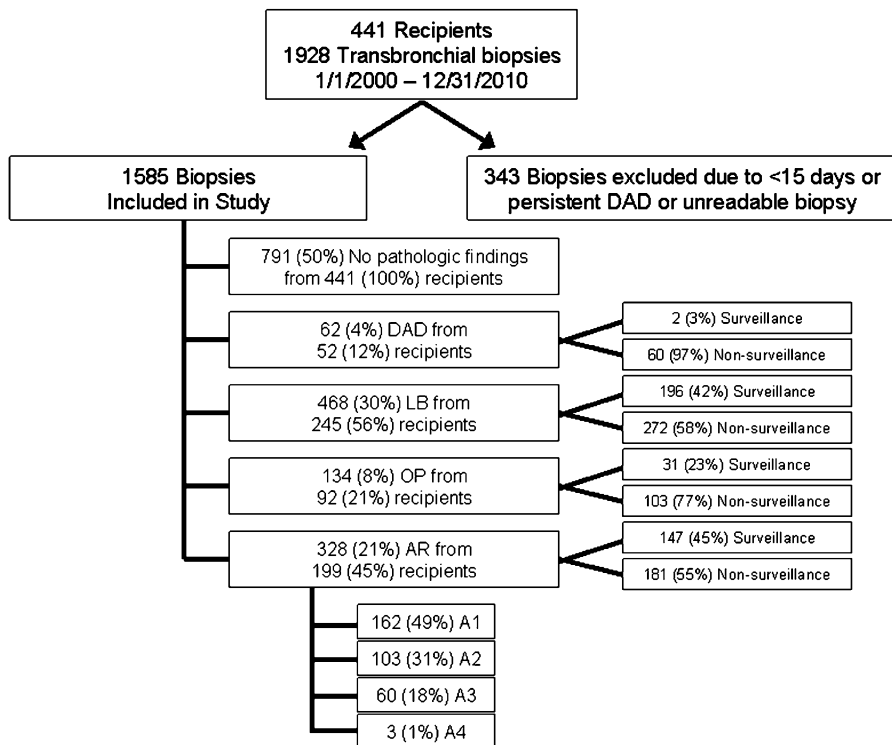 441 Recipients
1928 Transbronchial biopsies
1/1/2000 – 12/31/2010
1585 Biopsies
Included in Study
343 Biopsies excluded due to <15 days or
persistent DAD or unreadable biopsy
791 (50%) No pathologic findings
from 441 (100%) recipients
62 (4%) DAD from
52 (12%) recipients
2 (3%) Surveillance
60 (97%) Non-surveillance
468 (30%) LB from
245 (56%) recipients
196 (42%) Surveillance
272 (58%) Non-surveillance
134 (8%) OP from
92 (21%) recipients
31 (23%) Surveillance
103 (77%) Non-surveillance
328 (21%) AR from
199 (45%) recipients
147 (45%) Surveillance
181 (55%) Non-surveillance
162 (49%) A1
103 (31%) A2
60 (18%) A3
3 (1%) A4